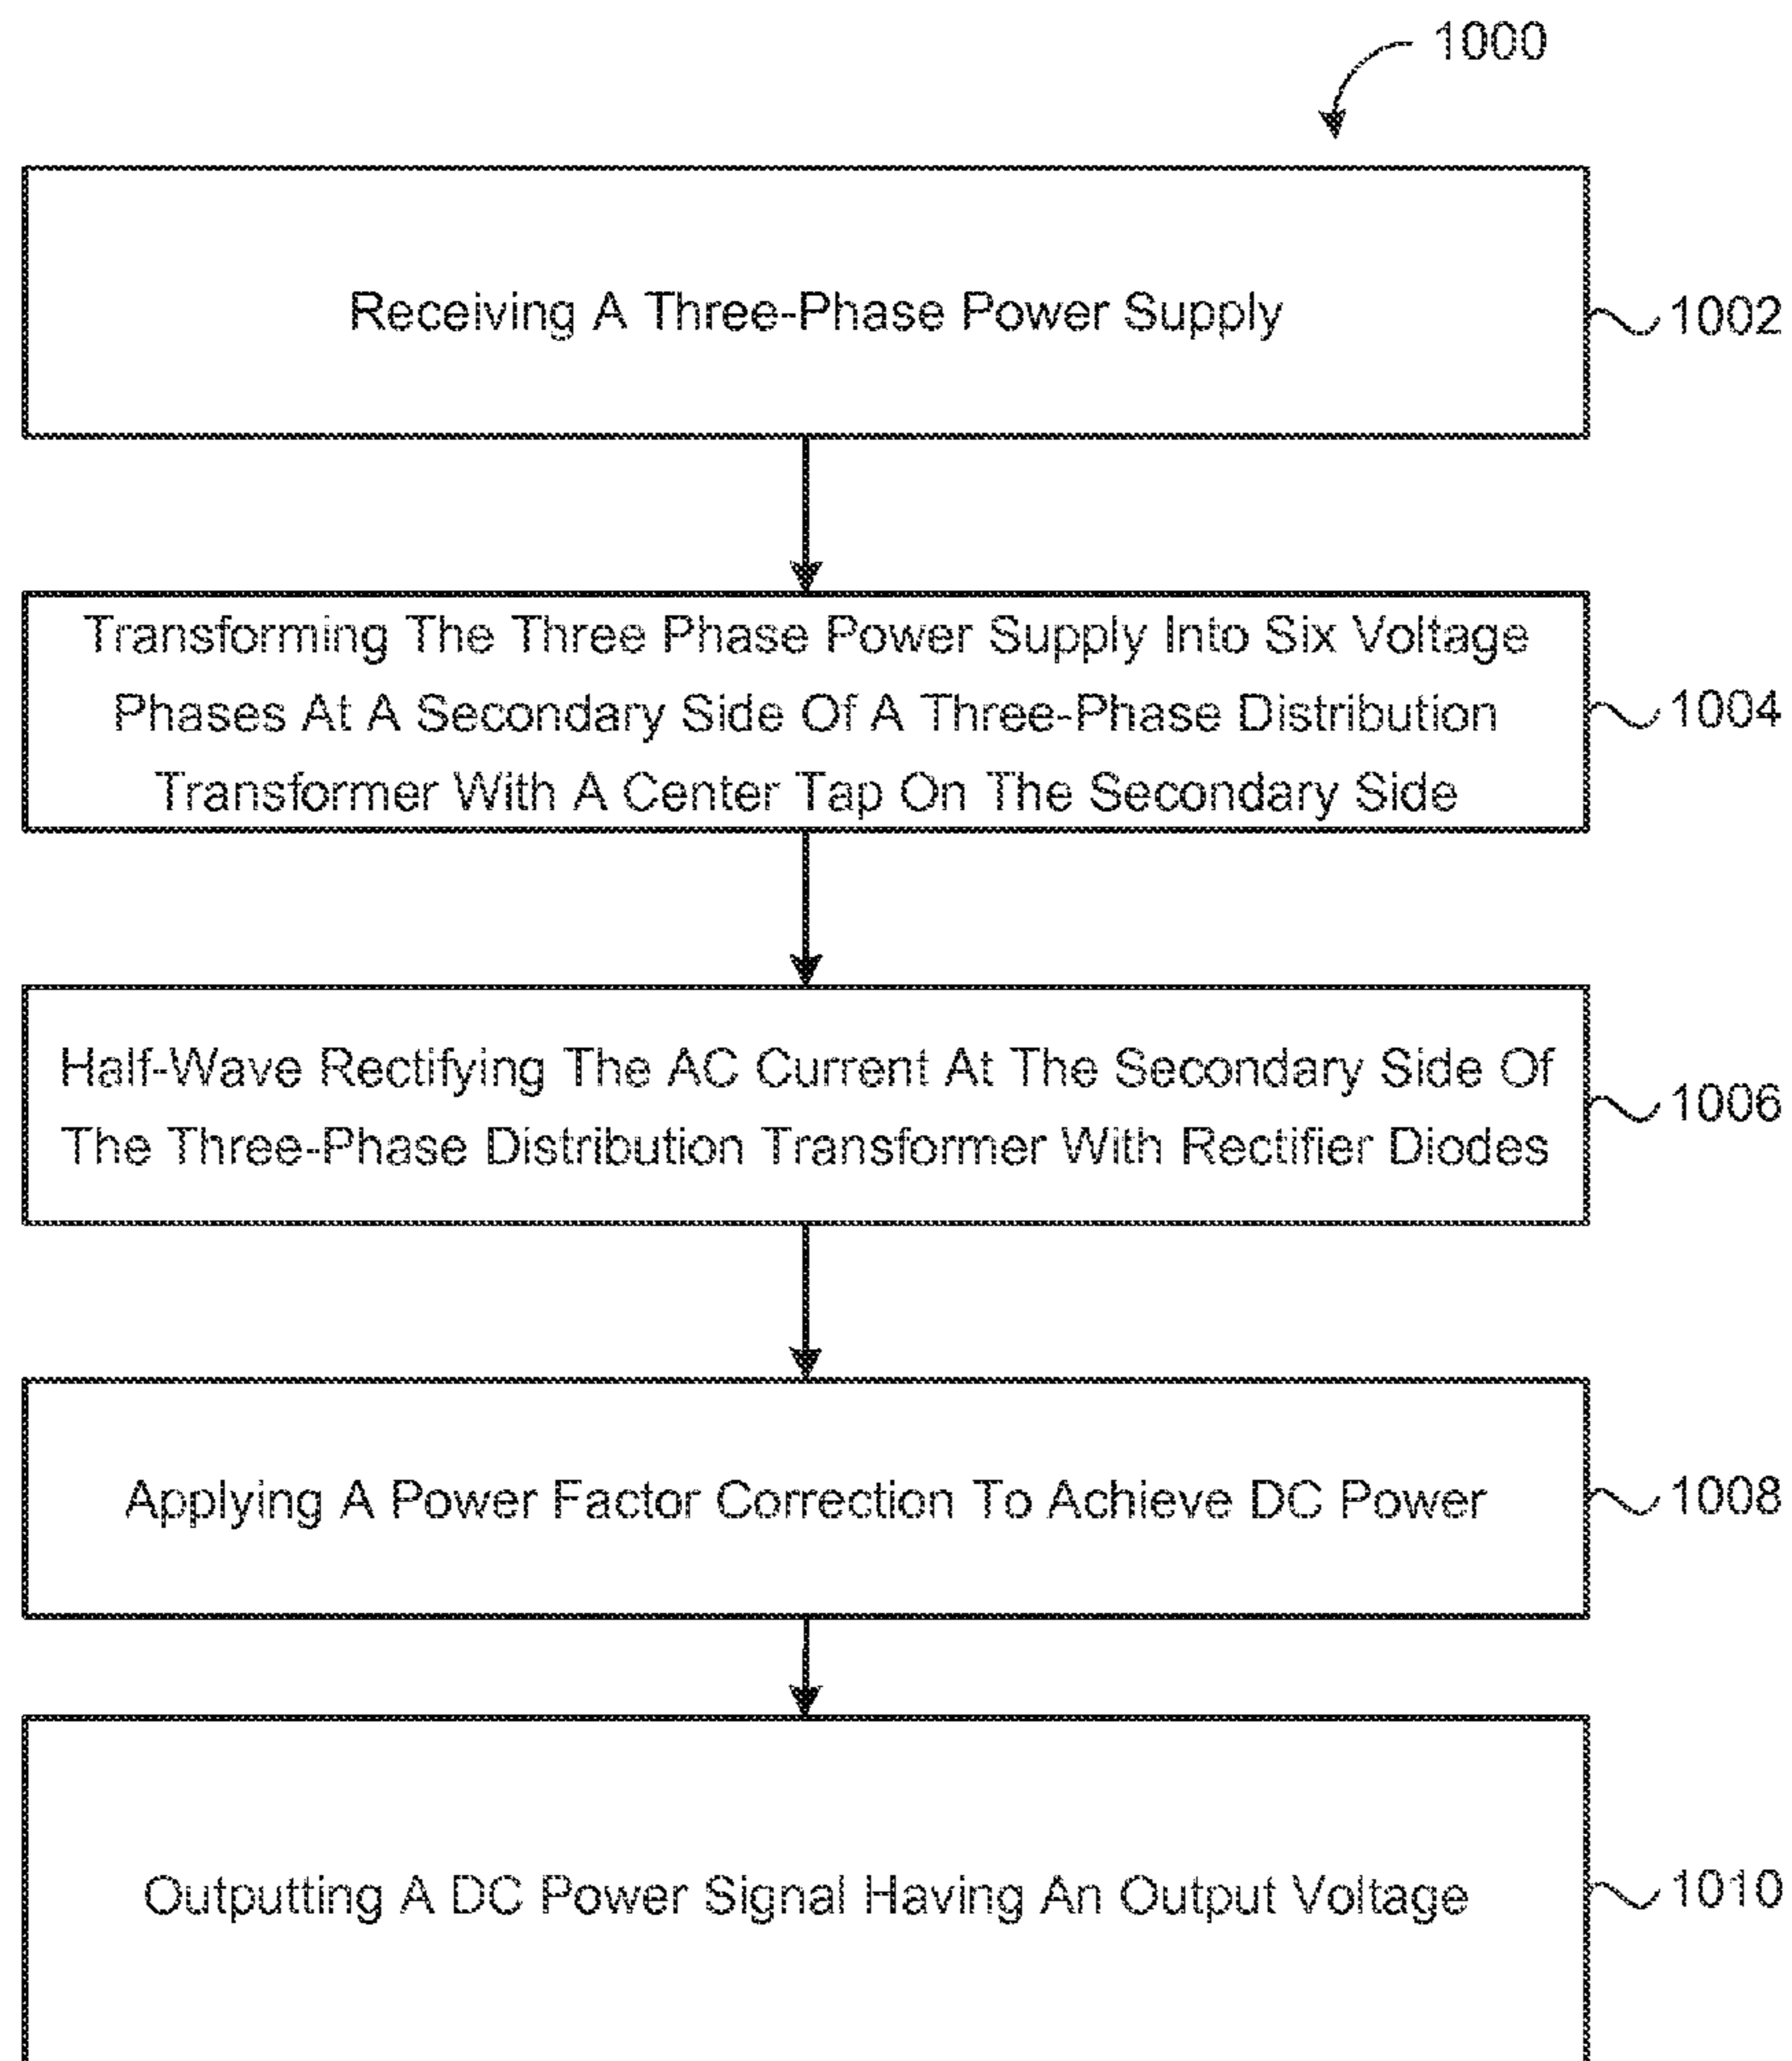 1000
Receiving A Three-Phase Power Supply
1002
Transforming The Three Phase Power Supply Into Six Voltage
Phases At A Secondary Side Of A Three-Phase Distribution
Transformer With A Center Tap On The Secondary Side
1004
Half-Wave Rectifying The AC Current At The Secondary Side Of
The Three-Phase Distribution Transformer With Rectifier Diodes
1006
Applying A Power Factor Correction To Achieve DC Power
1008
Outputting A DC Power Signal Having An Output Voltage
1010